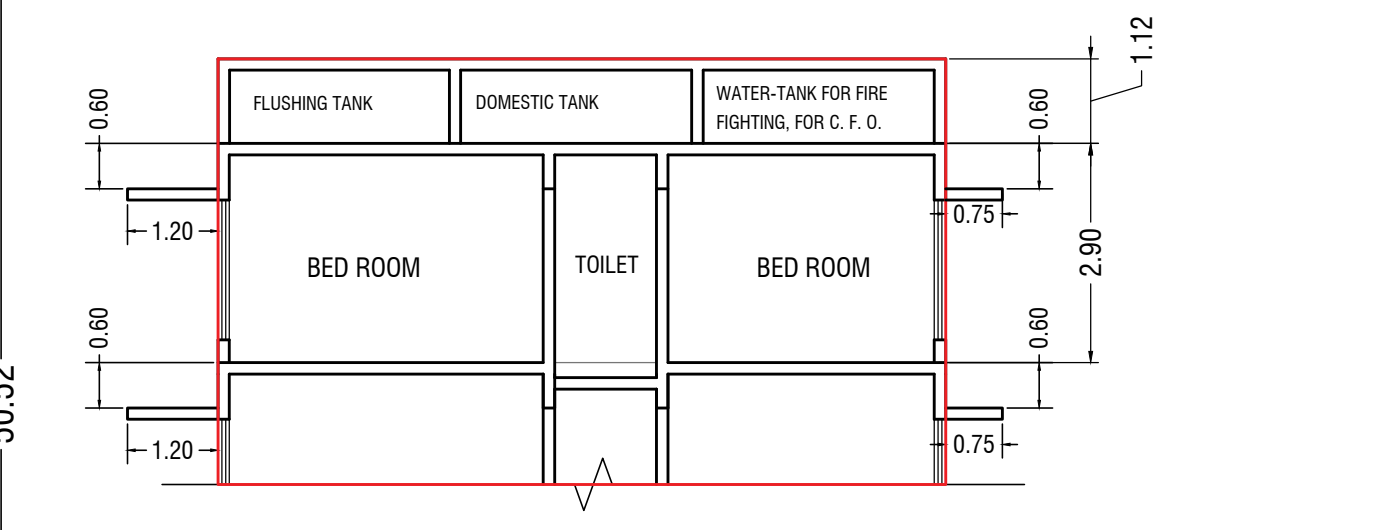 1.12
FLUSHING TANK
DOMESTIC TANK
WATER-TANK FOR FIRE
FIGHTING, FOR C. F. O.
0.60
0.60
1.20
0.75
BED ROOM
TOILET
BED ROOM
2.90
0.60
0.60
1.20
0.75